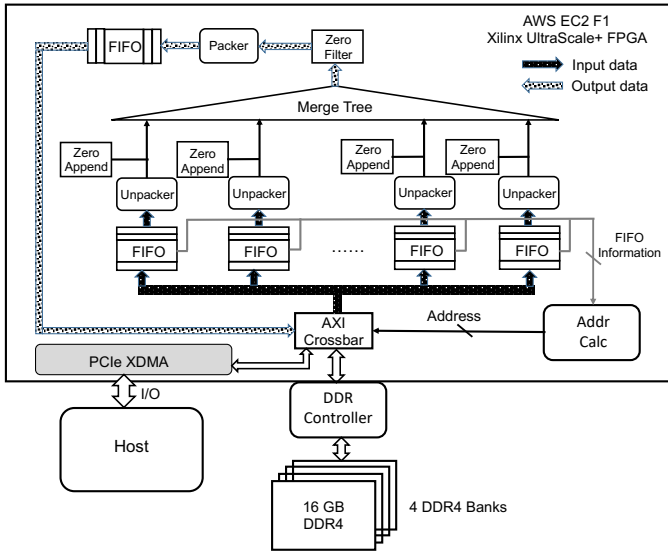 AWS EC2 F1
Xilinx UltraScale+ FPGA
Input data
Output data
FIFO
Packer
Zero
Filter
Merge Tree
Zero
Append
Zero
Append
Zero
Append
Zero
Append
Unpacker
Unpacker
Unpacker
Unpacker
FIFO
FIFO
......
FIFO
FIFO
FIFO
Information
AXI
Crossbar
Address
Addr
Calc
PCIe XDMA
I/O
Host
DDR
Controller
16 GB
DDR4
4 DDR4 Banks